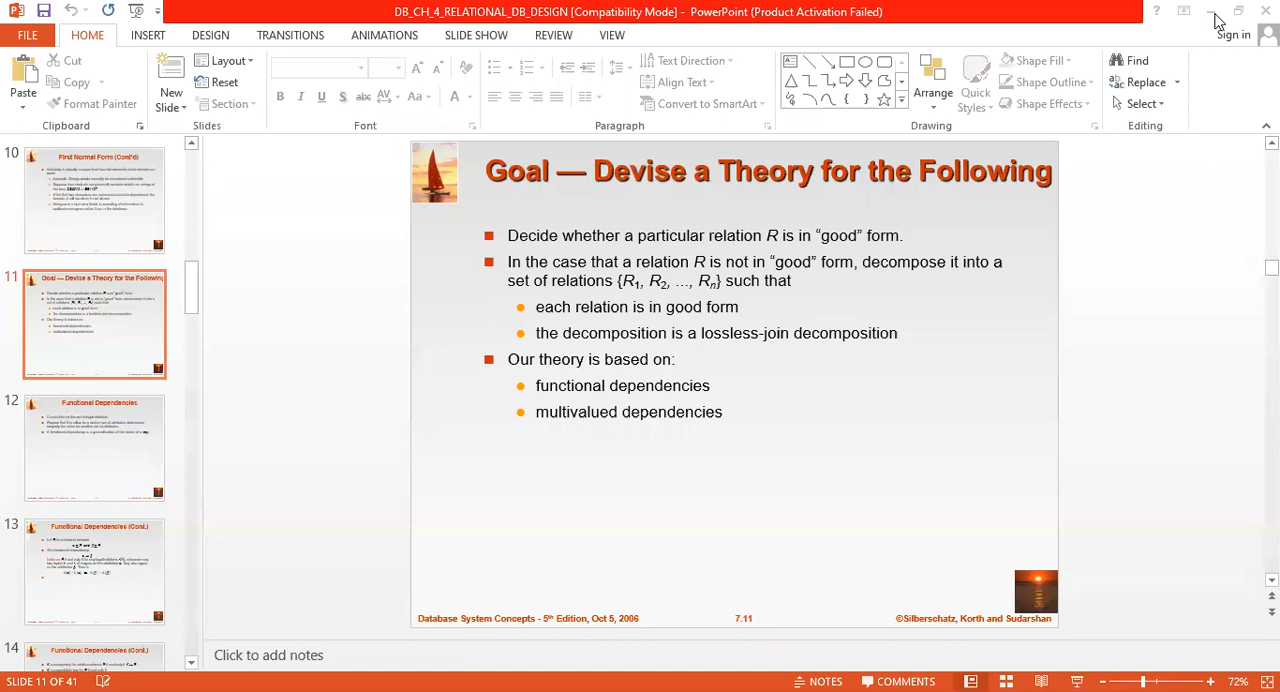 DB_CH_4_RELATIONAL_DB_DESIGN [Compatibility Mode] - PowerPoint (Product Activation Failed)
?
FILE HOME INSERT DESIGN TRANSITIONS ANIMATIONS SLIDE SHOW REVIEW VIEW Sign in
Paste
Cut
Copy
Format Painter
Clipboard
New
Slide
Layout
Reset
Section
Slides
B I U S abc AV Aa A
Font
Text Direction
Align Text
Convert to SmartArt
Paragraph
Arrange
Quick
Styles
Shape Fill
Shape Outline
Shape Effects
Drawing
Find
Replace
Select
Editing
10
First Normal Form (Cont'd)
11
Goal — Devise a Theory for the Following
12
Functional Dependencies
13
Functional Dependencies (Cont.)
14
Functional Dependencies (Cont.)
Goal — Devise a Theory for the Following
Decide whether a particular relation R is in “good” form.
In the case that a relation R is not in “good” form, decompose it into a
set of relations {R1, R2, ..., Rn} such that
each relation is in good form
the decomposition is a lossless-join decomposition
Our theory is based on:
functional dependencies
multivalued dependencies
Database System Concepts - 5th Edition, Oct 5, 2006 7.11 ©Silberschatz, Korth and Sudarshan
Click to add notes
SLIDE 11 OF 41 NOTES COMMENTS 72%